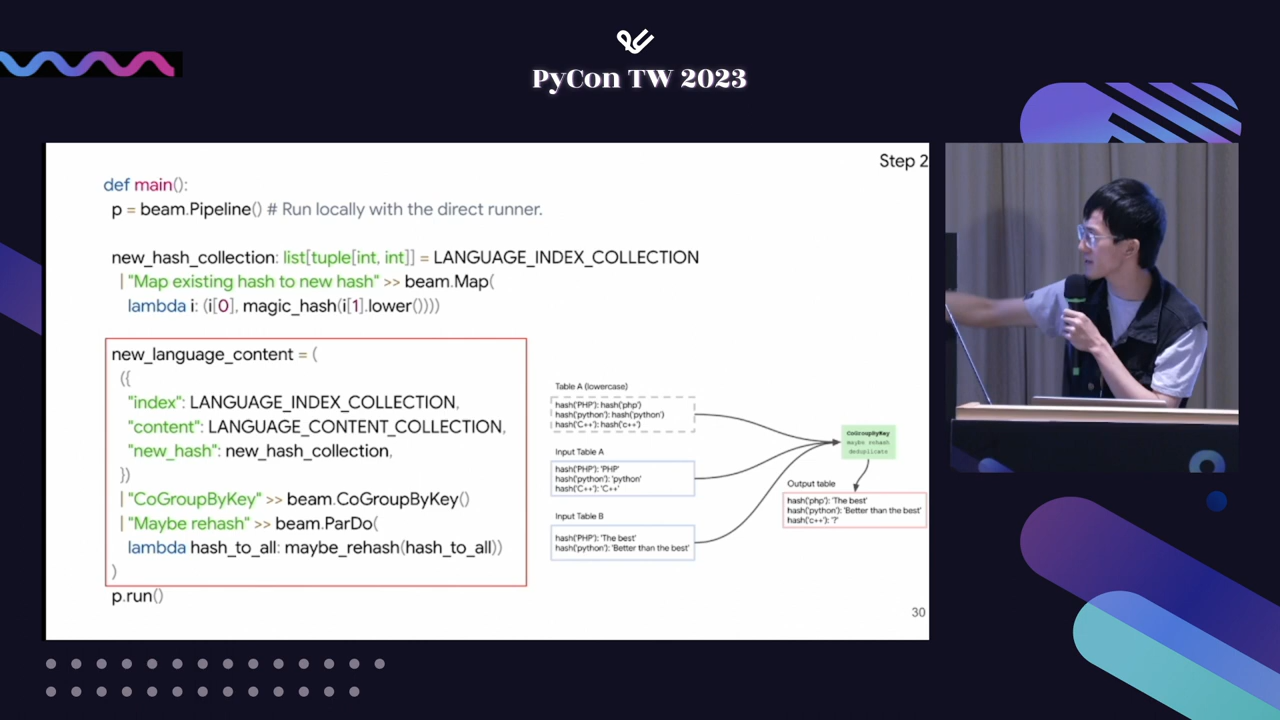 PyCon TW 2023
Step 2
def main():
p = beam.Pipeline() # Run locally with the direct runner.
new_hash_collection: list[tuple[int, int]] = LANGUAGE_INDEX_COLLECTION
| "Map existing hash to new hash" >> beam.Map(
lambda i: (i[0], magic_hash(i[1].lower())))
new_language_content = (
({
"index": LANGUAGE_INDEX_COLLECTION,
"content": LANGUAGE_CONTENT_COLLECTION,
"new_hash": new_hash_collection,
})
| "CoGroupByKey" >> beam.CoGroupByKey()
| "Maybe rehash" >> beam.ParDo(
lambda hash_to_all: maybe_rehash(hash_to_all))
)
p.run()
Table A (lowercase)
hash('PHP'): hash('php')
hash('python'): hash('python')
hash('C++'): hash('c++')
Input Table A
hash('PHP'): 'PHP'
hash('python'): 'python'
hash('C++'): 'C++'
Input Table B
hash('PHP'): 'The best'
hash('python'): 'Better than the best'
CoGroupByKey
maybe rehash
deduplicate
Output table
hash('php'): 'The best'
hash('python'): 'Better than the best'
hash('c++'): '?'
30